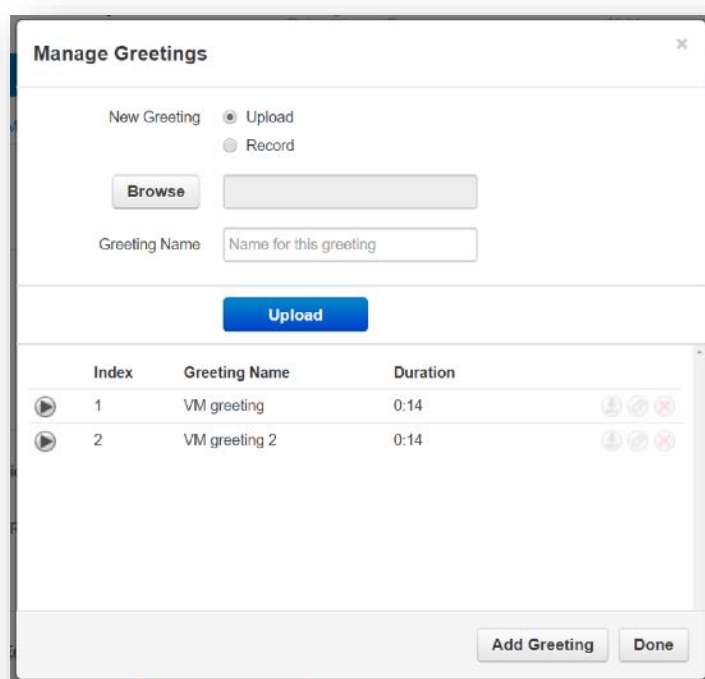 Manage Greetings
×
New Greeting Upload
Record
Browse
Greeting Name Name for this greeting
Upload
Index Greeting Name Duration
1 VM greeting 0:14
2 VM greeting 2 0:14
Add Greeting Done